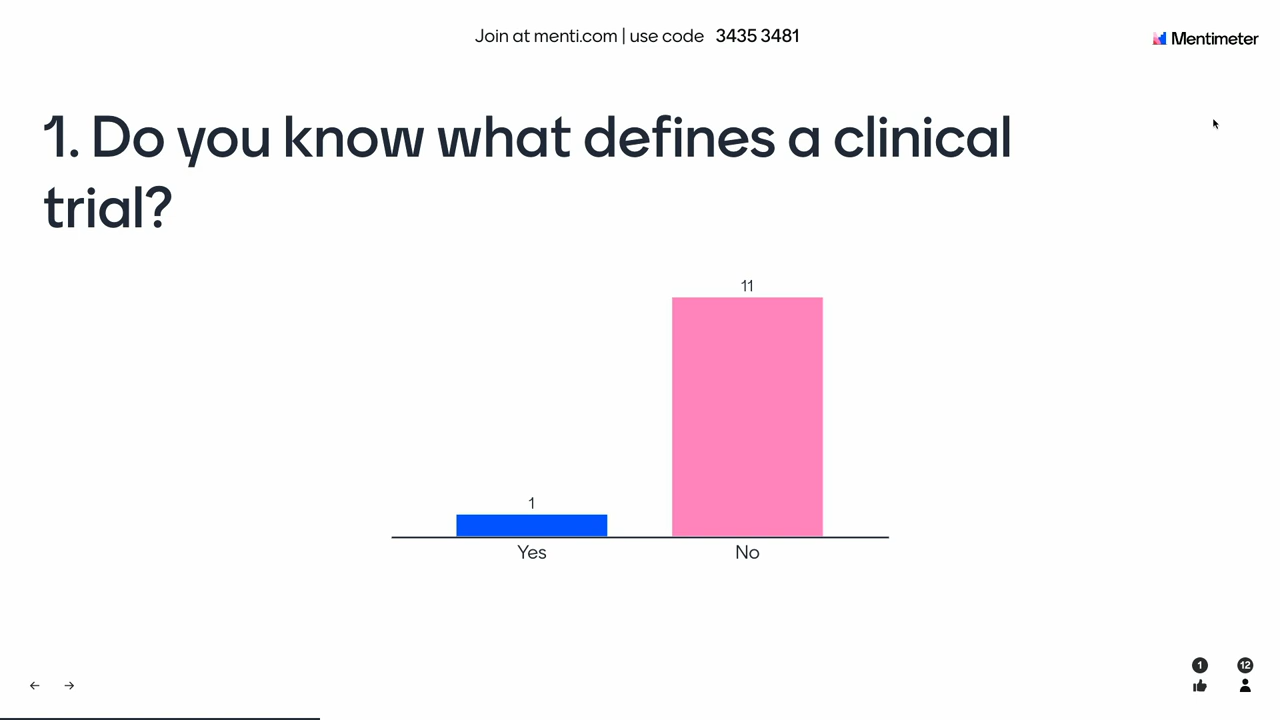 Join at menti.com | use code 3435 3481
Mentimeter
1. Do you know what defines a clinical
trial?
11
1
Yes
No
1
12